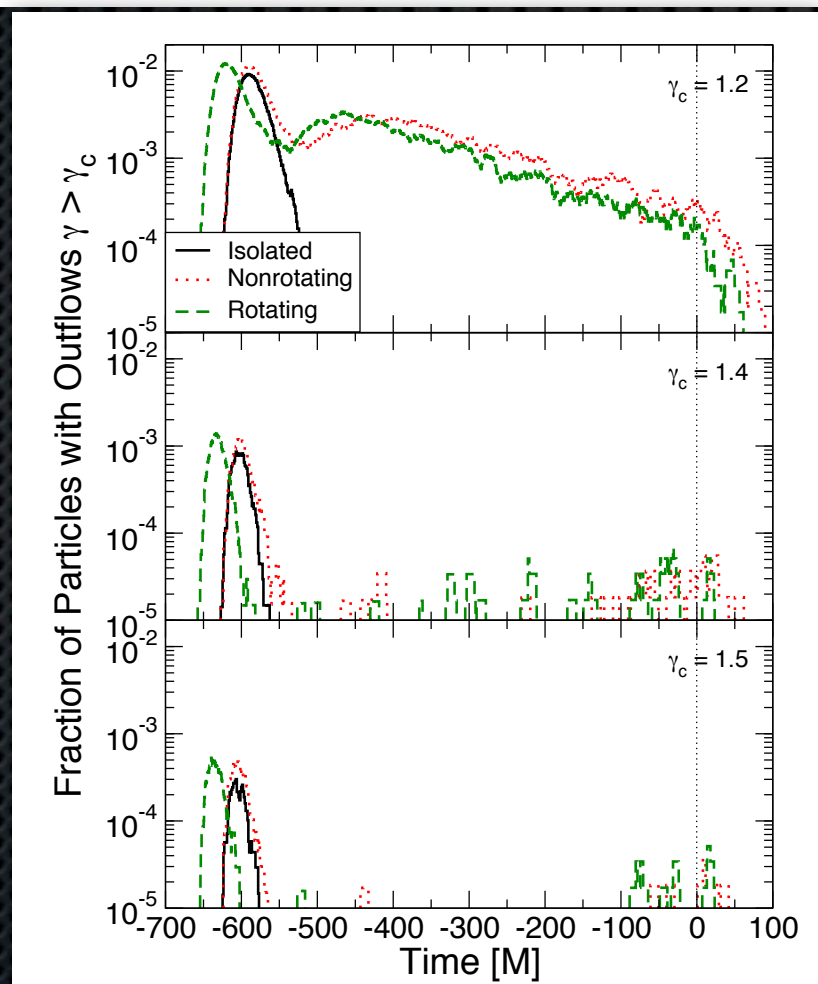 Fraction of Particles with Outflows γ > γc
10-2
10-3
10-4
10-5
γc = 1.2
Isolated
Nonrotating
Rotating
10-2
10-3
10-4
10-5
γc = 1.4
10-2
10-3
10-4
10-5
γc = 1.5
-700 -600 -500 -400 -300 -200 -100 0 100
Time [M]